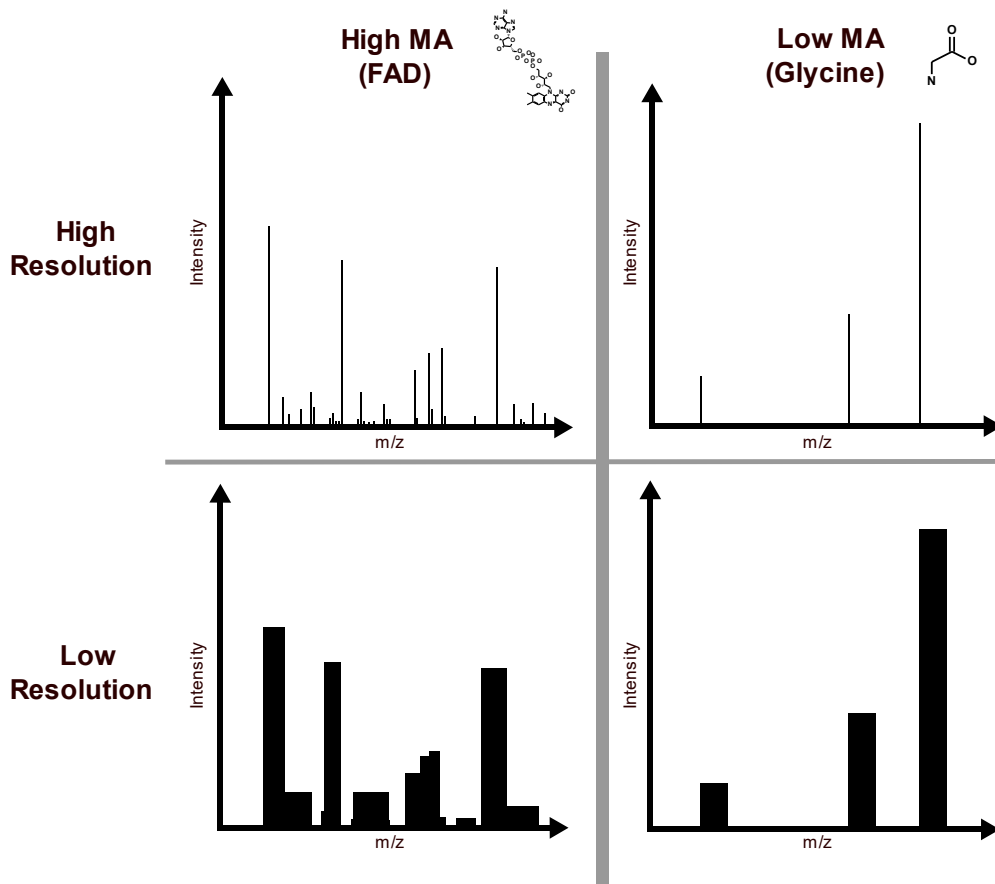 High MA
(FAD)
Low MA
(Glycine)
O
O
N
High
Resolution
Intensity
m/z
Intensity
m/z
Low
Resolution
Intensity
m/z
Intensity
m/z